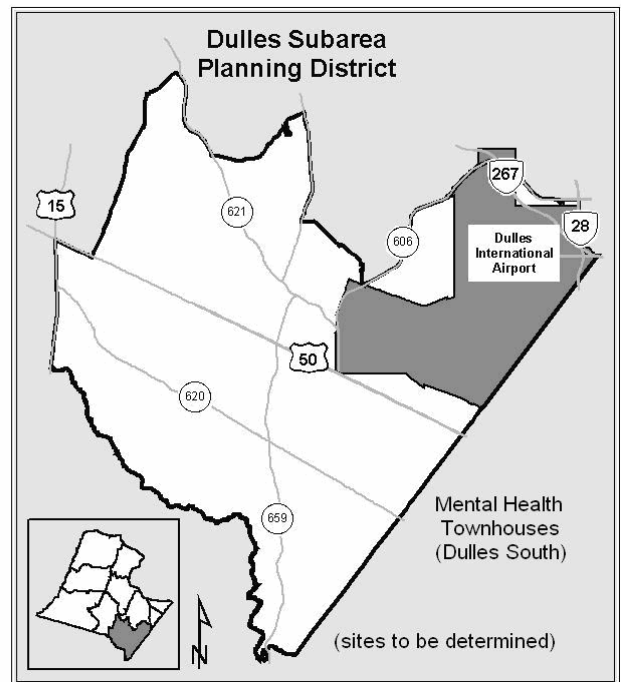 Dulles Subarea
Planning District
267
15
621
28
606
Dulles
International
Airport
50
620
659
Mental Health
Townhouses
(Dulles South)
(sites to be determined)
N